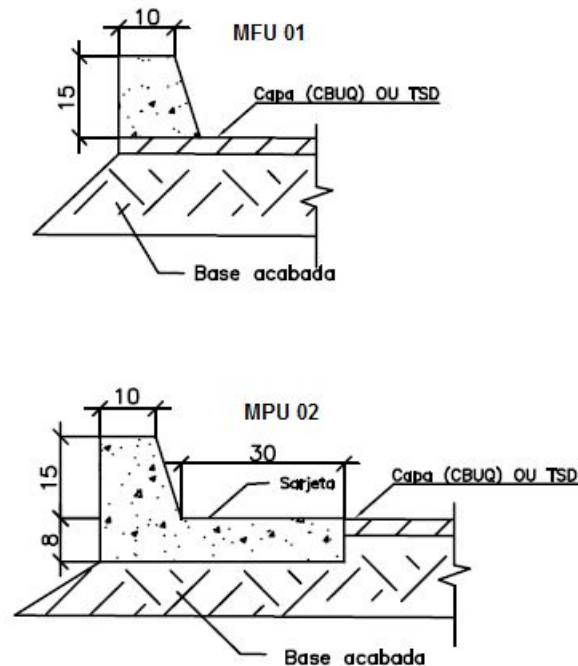 10
MFU 01
15
Capa (CBUQ) OU TSD
Base acabada
10
MPU 02
15
30
Sarjeta
Capa (CBUQ) OU TSD
8
Base acabada